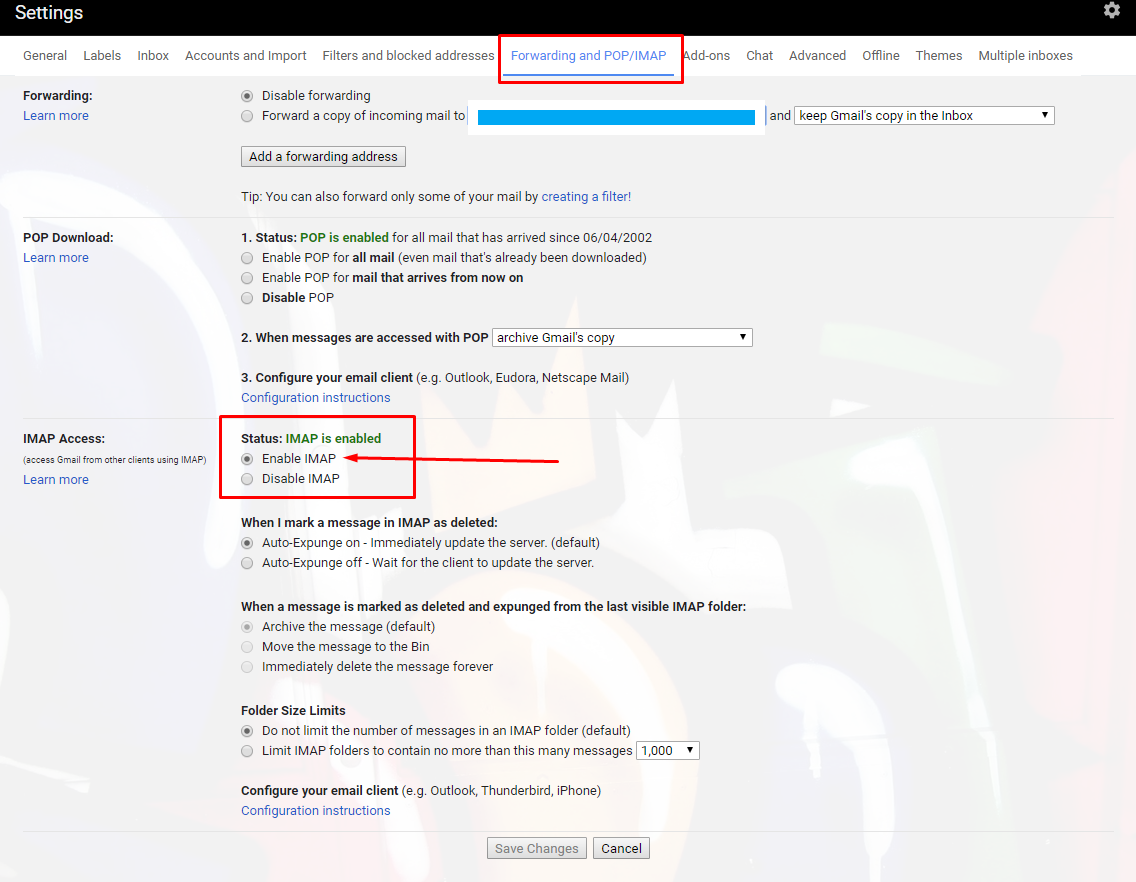 Settings
General Labels Inbox Accounts and Import Filters and blocked addresses Forwarding and POP/IMAP Add-ons Chat Advanced Offline Themes Multiple inboxes
Forwarding:
Learn more
Disable forwarding
Forward a copy of incoming mail to and keep Gmail's copy in the Inbox
Add a forwarding address
Tip: You can also forward only some of your mail by creating a filter!
POP Download:
Learn more
1. Status: POP is enabled for all mail that has arrived since 06/04/2002
Enable POP for all mail (even mail that's already been downloaded)
Enable POP for mail that arrives from now on
Disable POP
2. When messages are accessed with POP archive Gmail's copy
3. Configure your email client (e.g. Outlook, Eudora, Netscape Mail)
Configuration instructions
IMAP Access:
(access Gmail from other clients using IMAP)
Learn more
Status: IMAP is enabled
Enable IMAP
Disable IMAP
When I mark a message in IMAP as deleted:
Auto-Expunge on - Immediately update the server. (default)
Auto-Expunge off - Wait for the client to update the server.
When a message is marked as deleted and expunged from the last visible IMAP folder:
Archive the message (default)
Move the message to the Bin
Immediately delete the message forever
Folder Size Limits
Do not limit the number of messages in an IMAP folder (default)
Limit IMAP folders to contain no more than this many messages 1,000
Configure your email client (e.g. Outlook, Thunderbird, iPhone)
Configuration instructions
Save Changes Cancel